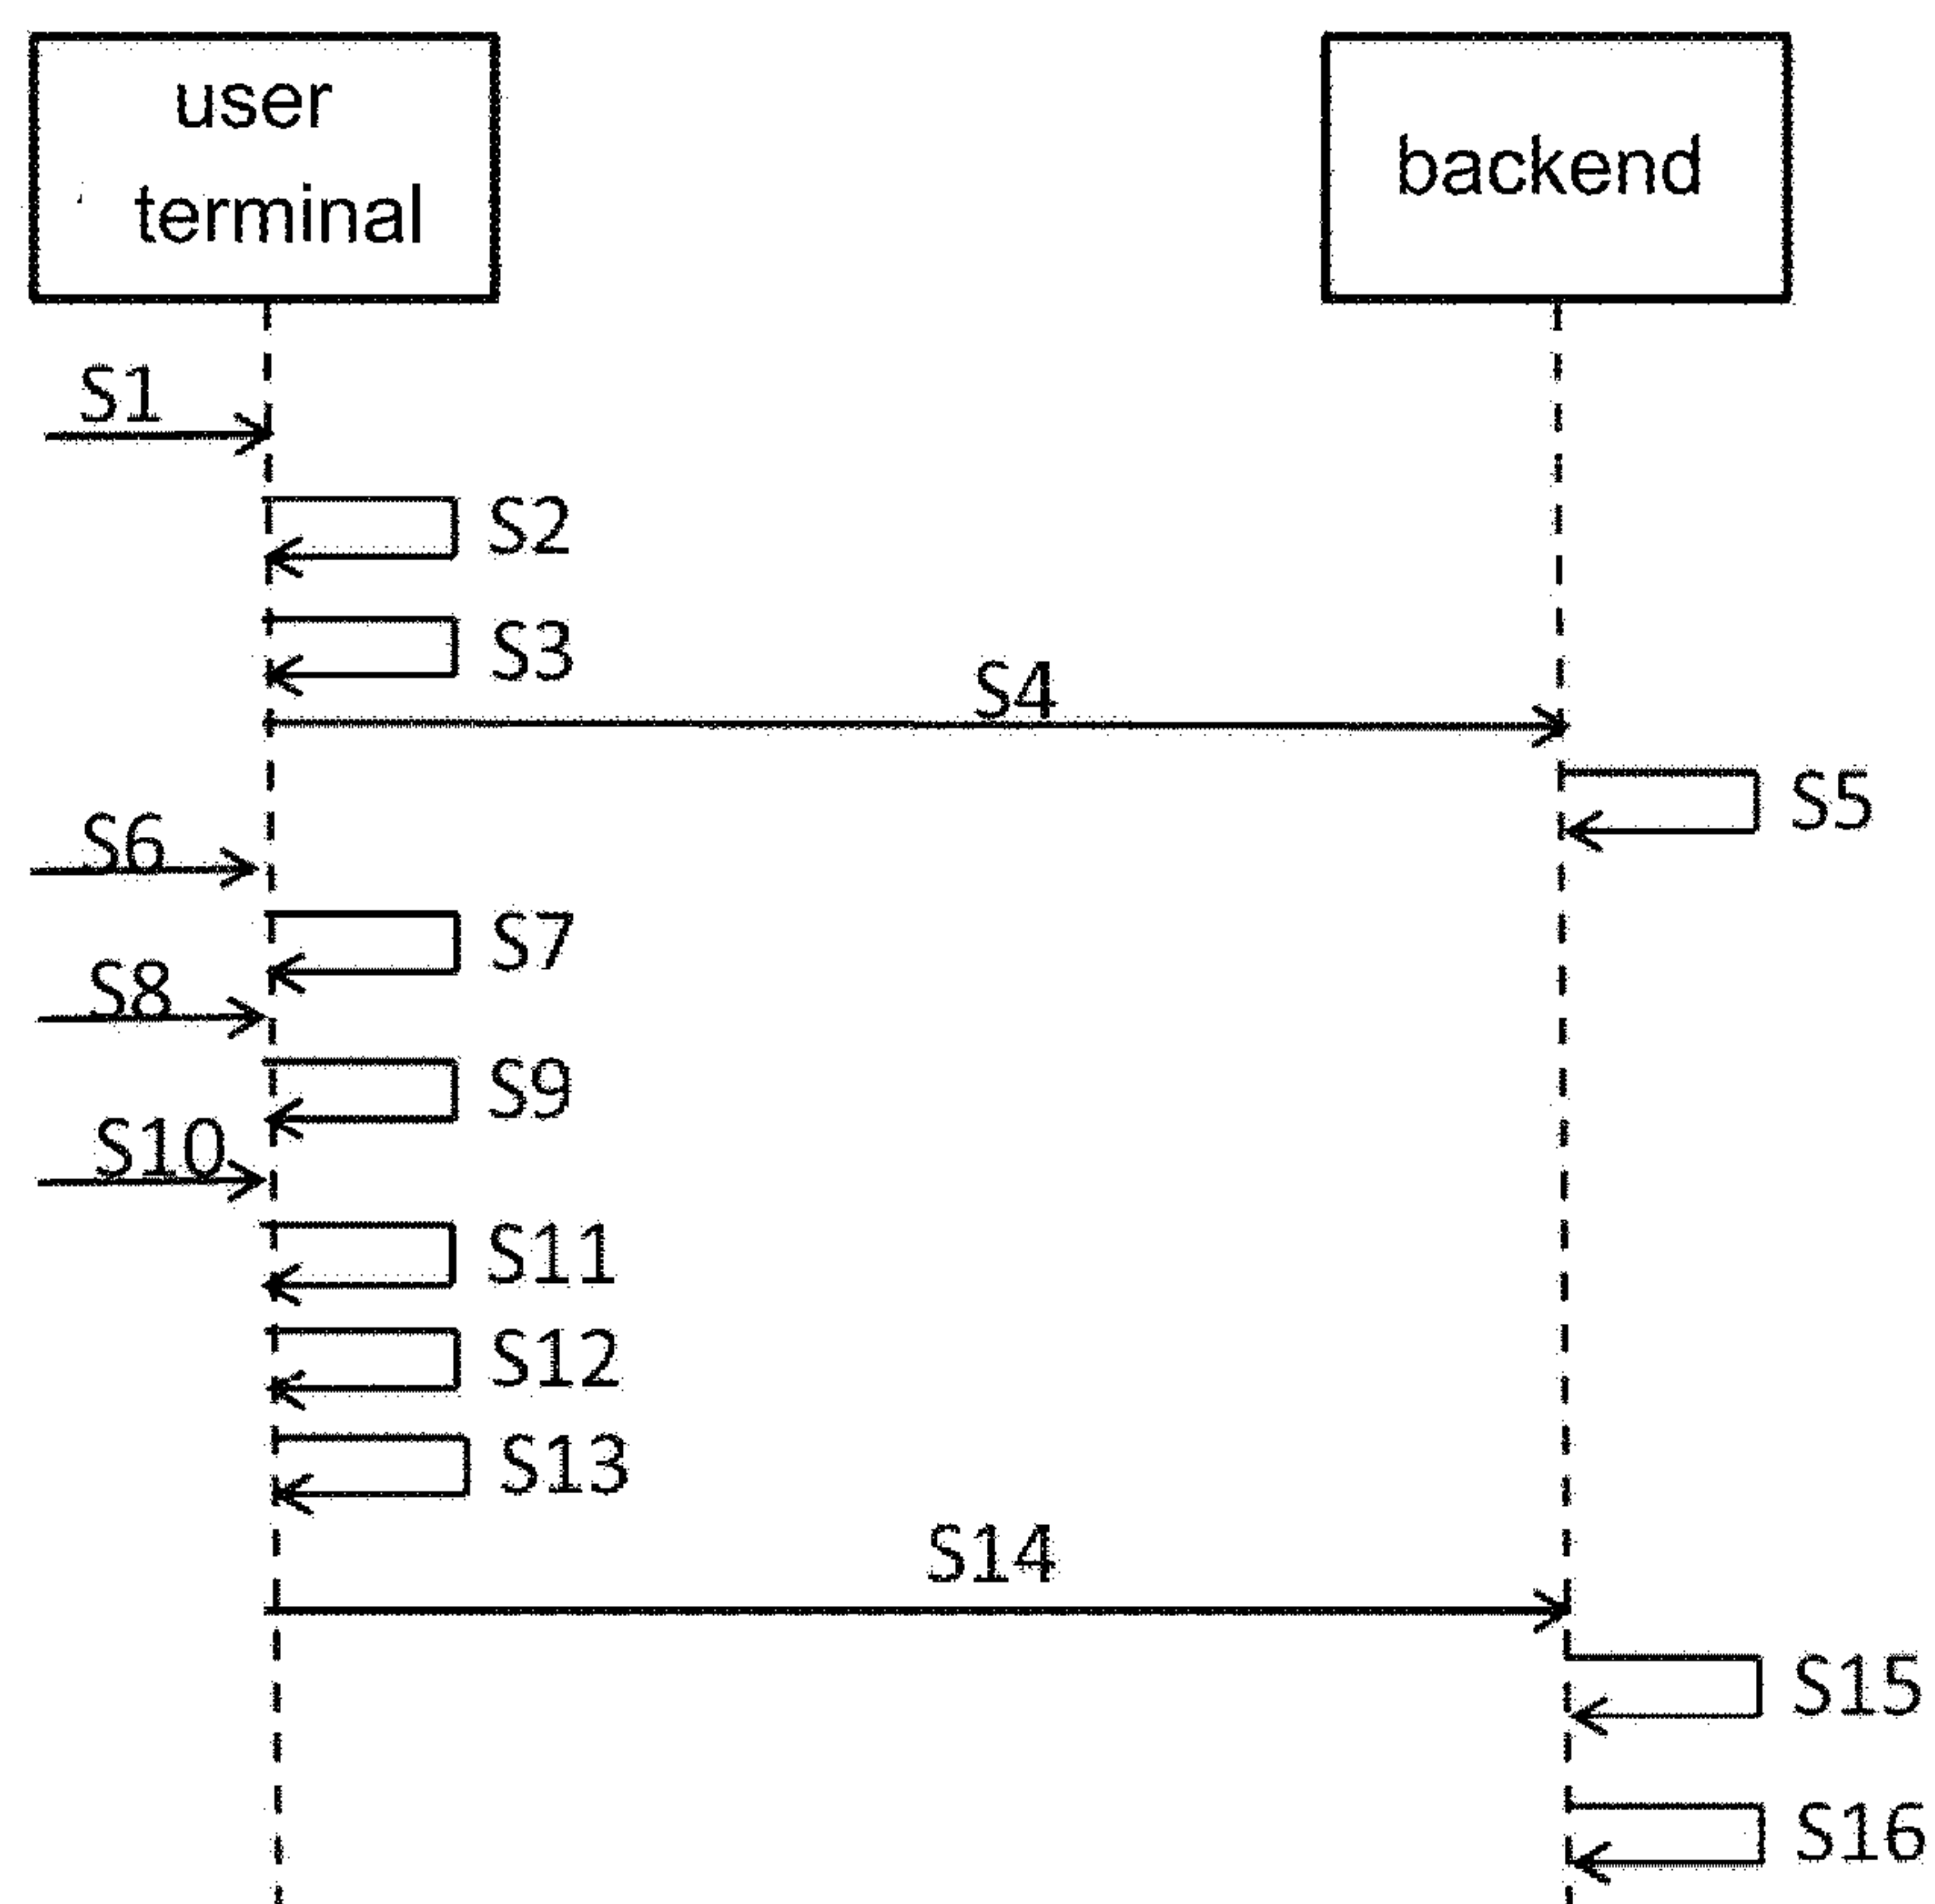 user
terminal
backend
S1
S2
S3
S4
S5
S6
S7
S8
S9
S10
S11
S12
S13
S14
S15
S16